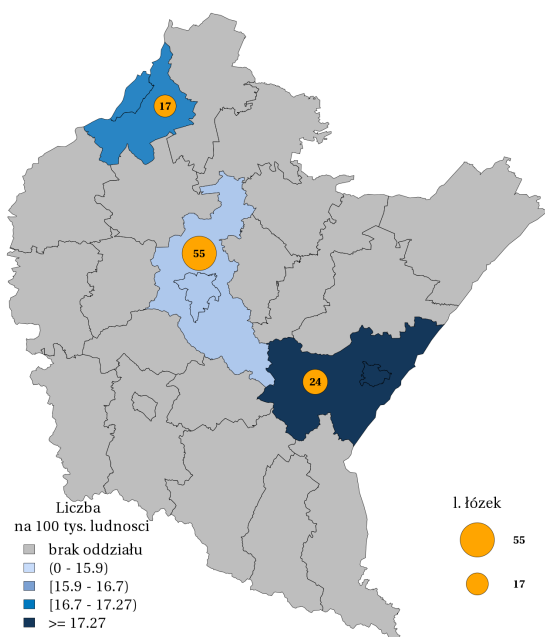 17
55
24
Liczba
na 100 tys. ludnosci
brak oddziału
(0 - 15.9)
[15.9 - 16.7)
[16.7 - 17.27)
>= 17.27
l. łózek
55
17